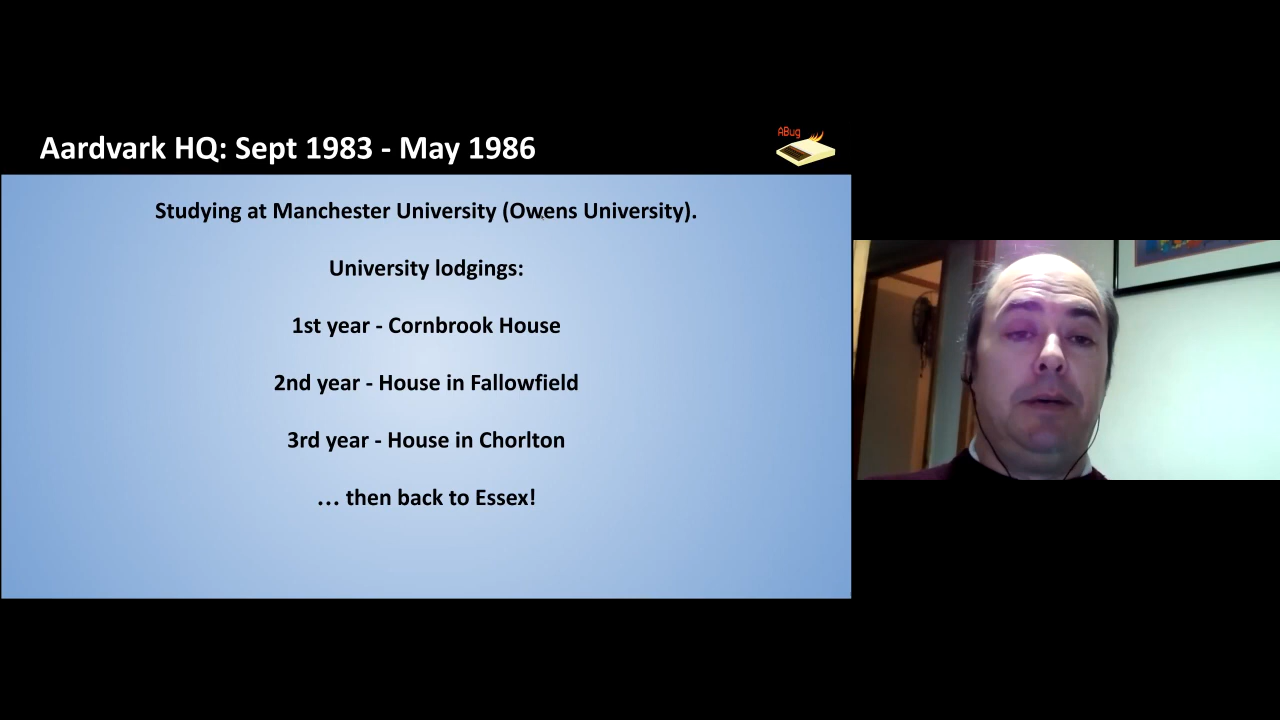 Aardvark HQ: Sept 1983 - May 1986
ABug
Studying at Manchester University (Owens University).
University lodgings:
1st year - Cornbrook House
2nd year - House in Fallowfield
3rd year - House in Chorlton
... then back to Essex!